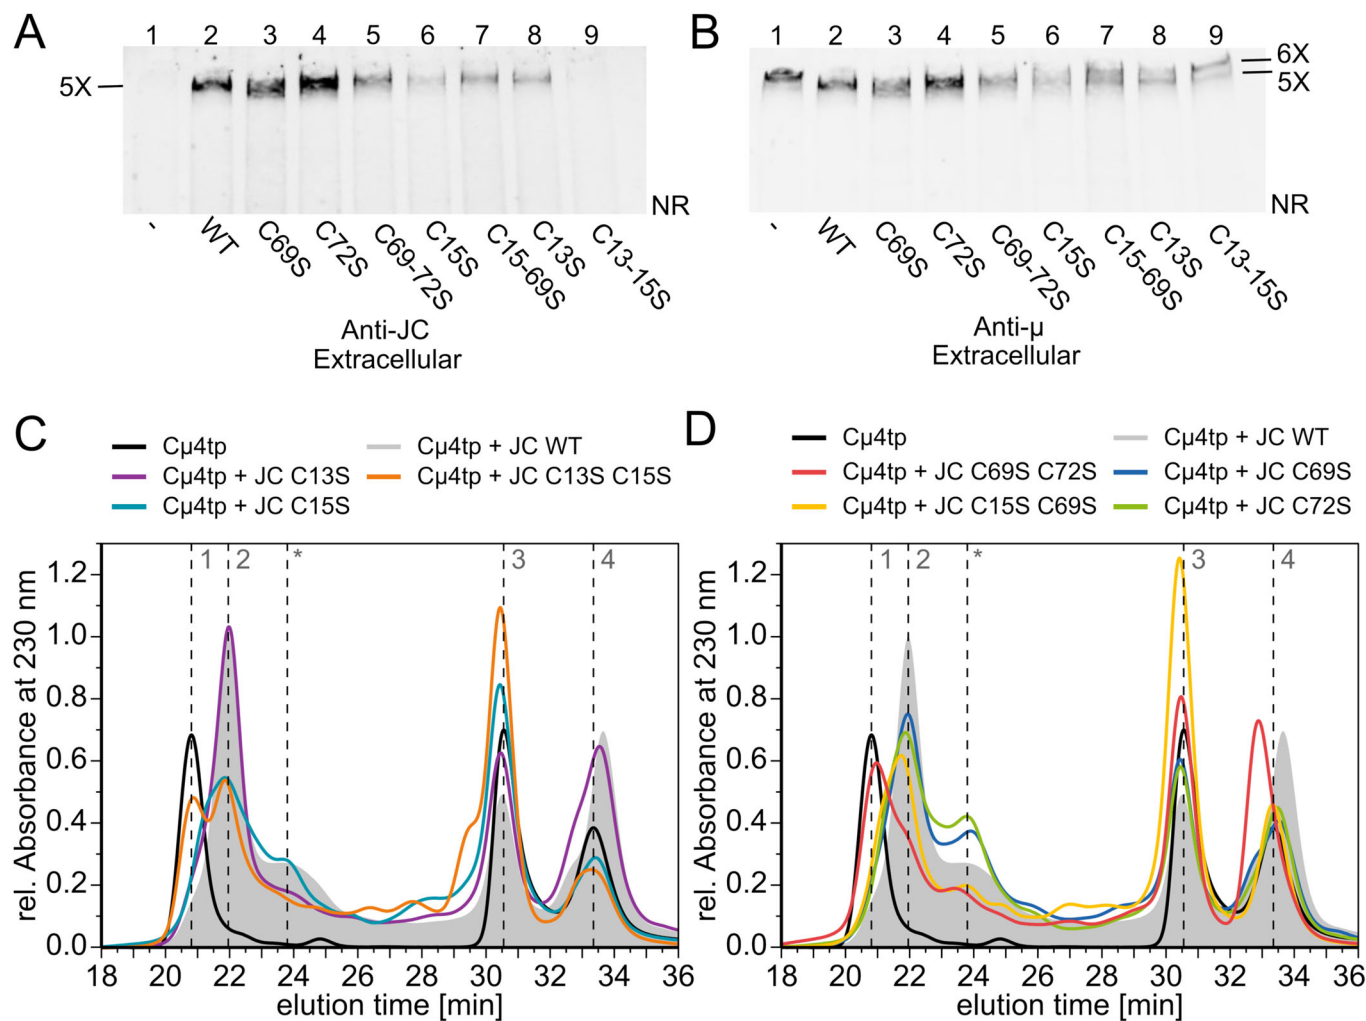 A
1 2 3 4 5 6 7 8 9
5X
NR
- WT C69S C72S C69-72S C15S C15-69S C13S C13-15S
Anti-JC
Extracellular
B
1 2 3 4 5 6 7 8 9
6X
5X
NR
- WT C69S C72S C69-72S C15S C15-69S C13S C13-15S
Anti-µ
Extracellular
C
Cµ4tp
Cµ4tp + JC WT
Cµ4tp + JC C13S
Cµ4tp + JC C13S C15S
Cµ4tp + JC C15S
1 2 * 3 4
1.2
1.0
0.8
0.6
0.4
0.2
0.0
rel. Absorbance at 230 nm
18 20 22 24 26 28 30 32 34 36
elution time [min]
D
Cµ4tp
Cµ4tp + JC WT
Cµ4tp + JC C69S C72S
Cµ4tp + JC C69S
Cµ4tp + JC C15S C69S
Cµ4tp + JC C72S
1 2 * 3 4
1.2
1.0
0.8
0.6
0.4
0.2
0.0
rel. Absorbance at 230 nm
18 20 22 24 26 28 30 32 34 36
elution time [min]